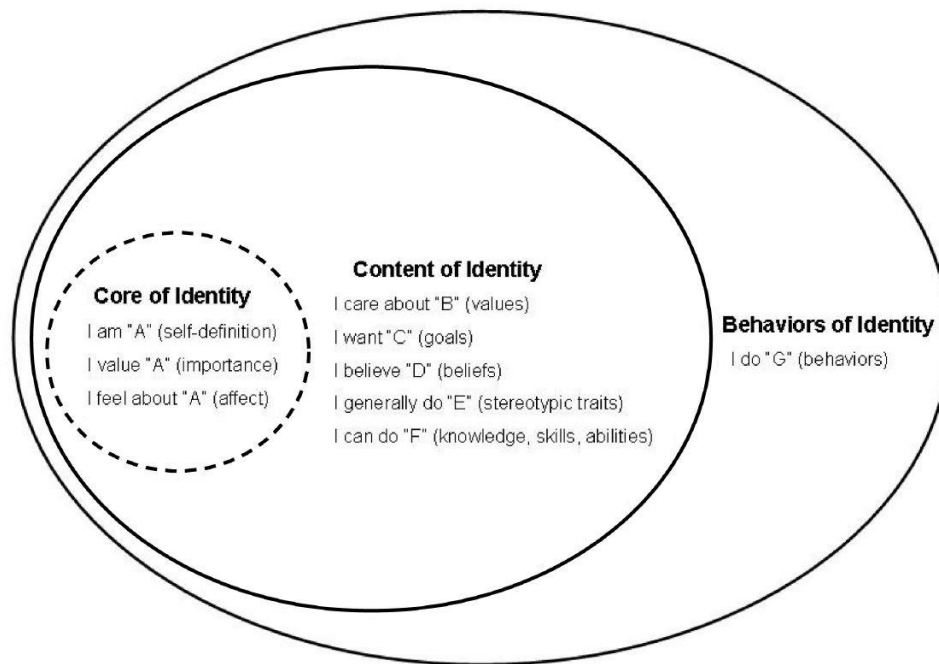 Core of Identity
I am "A" (self-definition)
I value "A" (importance)
I feel about "A" (affect)
Content of Identity
I care about "B" (values)
I want "C" (goals)
I believe "D" (beliefs)
I generally do "E" (stereotypic traits)
I can do "F" (knowledge, skills, abilities)
Behaviors of Identity
I do "G" (behaviors)